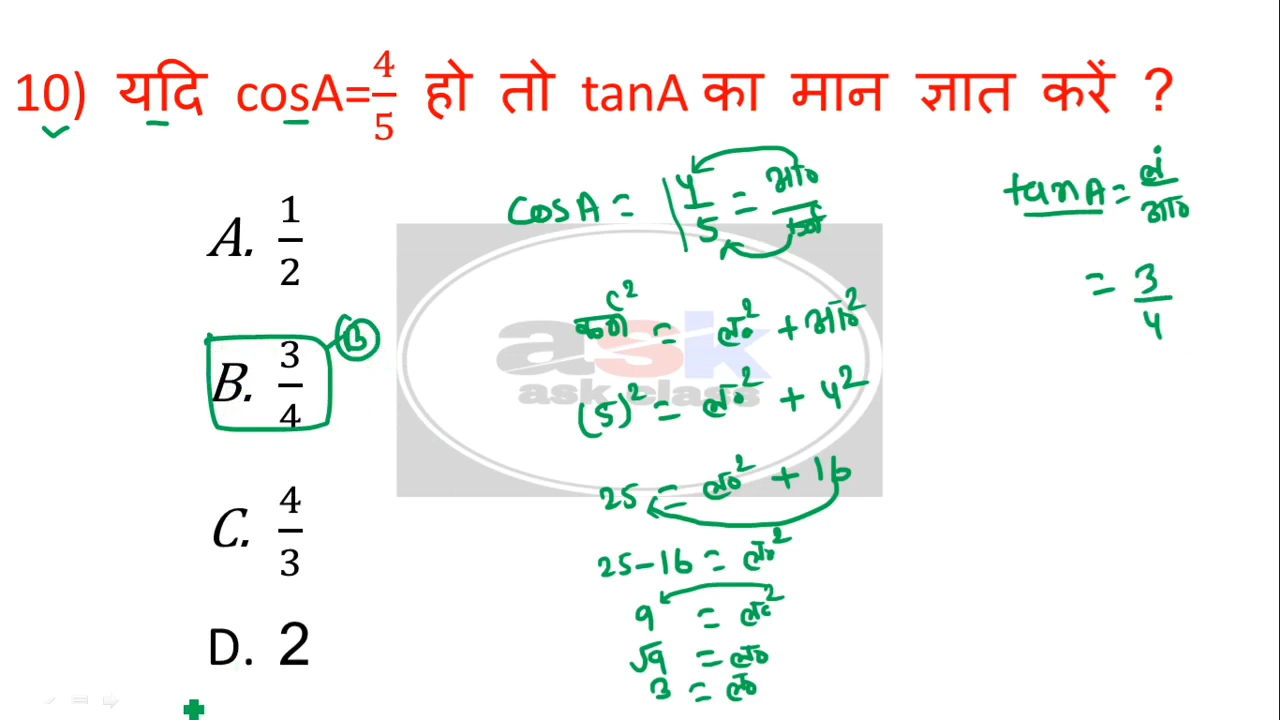 10) यदि cosA=4/5 हो तो tanA का मान ज्ञात करें ?
A. 1/2
B. 3/4
B
C. 4/3
D. 2
cosA = 4/5 = आ०/कर्ण
कर्ण² = लं०² + आ०²
(5)² = लं०² + 4²
25 = लं०² + 16
25-16 = लं०²
9 = लं०²
√9 = लं०
3 = लं०
tanA = लं/आ०
= 3/4
ask
ask class